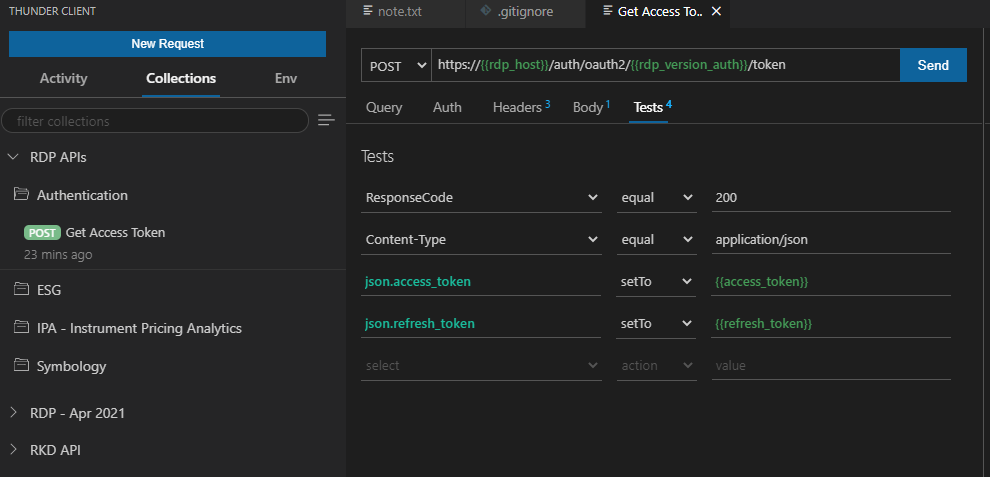 THUNDER CLIENT
New Request
Activity Collections Env
filter collections
RDP APIs
Authentication
POST Get Access Token
23 mins ago
ESG
IPA - Instrument Pricing Analytics
Symbology
RDP - Apr 2021
RKD API
note.txt .gitignore Get Access To..
POST https://{{rdp_host}}/auth/oauth2/{{rdp_version_auth}}/token Send
Query Auth Headers 3 Body 1 Tests 4
Tests
ResponseCode equal 200
Content-Type equal application/json
json.access_token setTo {{access_token}}
json.refresh_token setTo {{refresh_token}}
select action value